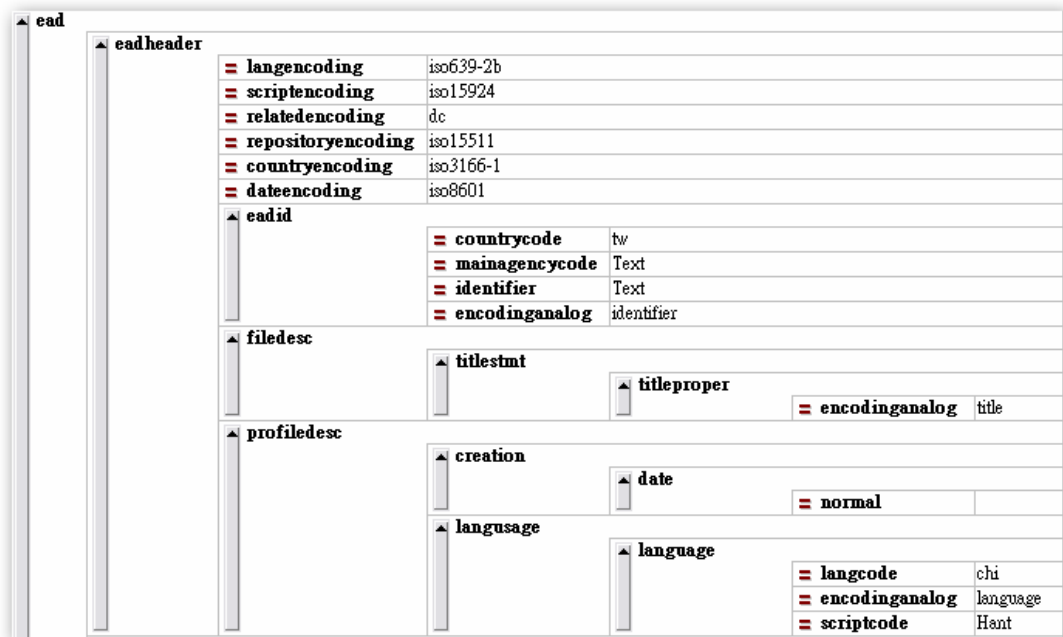 ead
eadheader
= langencoding iso639-2b
= scriptencoding iso15924
= relatedencoding dc
= repositoryencoding iso15511
= countryencoding iso3166-1
= dateencoding iso8601
eadid
= countrycode tw
= mainagencycode Text
= identifier Text
= encodinganalog identifier
filedesc
titlestmt
titleproper
= encodinganalog title
profiledesc
creation
date
= normal
langusage
language
= langcode chi
= encodinganalog language
= scriptcode Hant